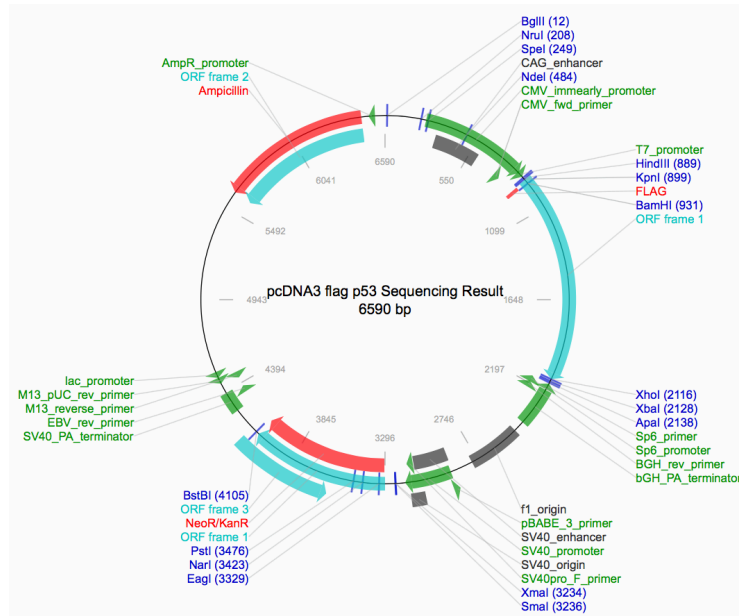 BglII (12)
NruI (208)
SpeI (249)
CAG_enhancer
NdeI (484)
CMV_immearly_promoter
CMV_fwd_primer
AmpR_promoter
ORF frame 2
Ampicillin
T7_promoter
HindIII (889)
KpnI (899)
FLAG
BamHI (931)
ORF frame 1
6590
550
6041
1099
5492
pcDNA3 flag p53 Sequencing Result
6590 bp
4943
1648
4394
2197
3845
2746
3296
lac_promoter
M13_pUC_rev_primer
M13_reverse_primer
EBV_rev_primer
SV40_PA_terminator
XhoI (2116)
XbaI (2128)
ApaI (2138)
Sp6_primer
Sp6_promoter
BGH_rev_primer
bGH_PA_terminator
BstBI (4105)
ORF frame 3
NeoR/KanR
ORF frame 1
PstI (3476)
NarI (3423)
EagI (3329)
f1_origin
pBABE_3_primer
SV40_enhancer
SV40_promoter
SV40_origin
SV40pro_F_primer
XmaI (3234)
SmaI (3236)